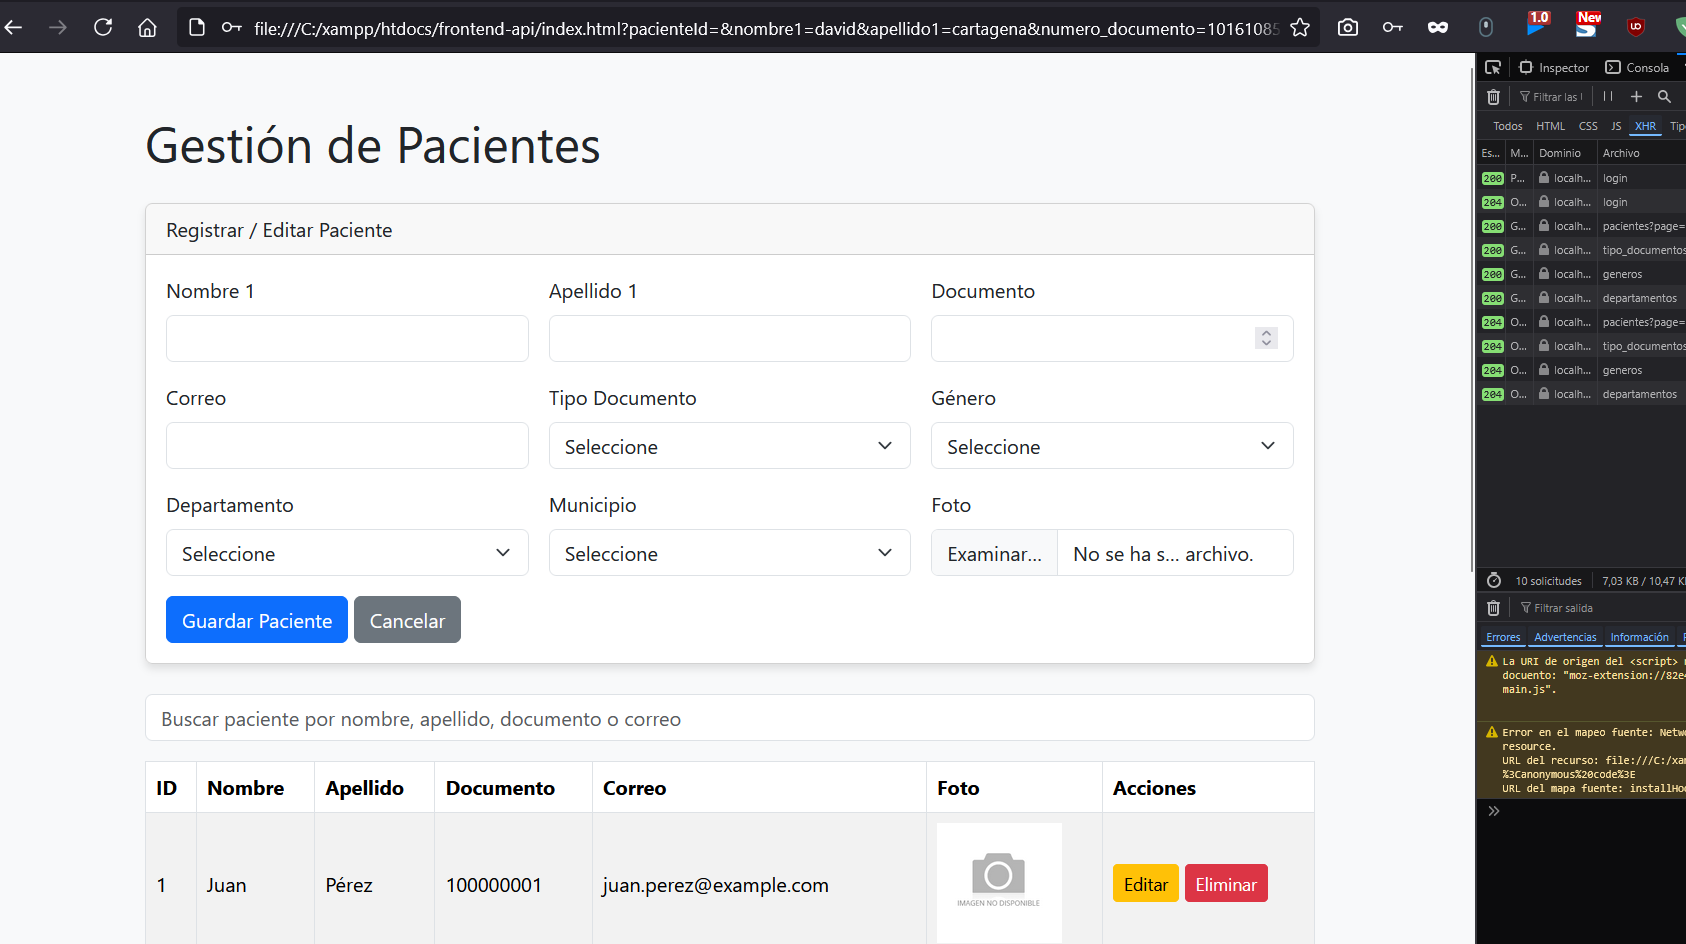 file:///C:/xampp/htdocs/frontend-api/index.html?pacienteId=&nombre1=david&apellido1=cartagena&numero_documento=10161085
1.0
New
Gestión de Pacientes
Registrar / Editar Paciente
Nombre 1 Apellido 1 Documento
Correo Tipo Documento Género
Seleccione Seleccione
Departamento Municipio Foto
Seleccione Seleccione Examinar... No se ha s... archivo.
Guardar Paciente Cancelar
Buscar paciente por nombre, apellido, documento o correo
ID Nombre Apellido Documento Correo Foto Acciones
1 Juan Pérez 100000001 juan.perez@example.com Editar Eliminar
IMAGEN NO DISPONIBLE
Inspector Consola
Filtrar las
Todos HTML CSS JS XHR Tip
Es... M... Dominio Archivo
200 P... localh... login
204 O... localh... login
200 G... localh... pacientes?page=
200 G... localh... tipo_documentos
200 G... localh... generos
200 G... localh... departamentos
204 O... localh... pacientes?page=
204 O... localh... tipo_documentos
204 O... localh... generos
204 O... localh... departamentos
10 solicitudes 7,03 KB / 10,47 K
Filtrar salida
Errores Advertencias Información
La URI de origen del <script>
docuento: "moz-extension://82e4
main.js".
Error en el mapeo fuente: Netwo
resource.
URL del recurso: file:///C:/xam
%3Canonymous%20code%3E
URL del mapa fuente: installHoo